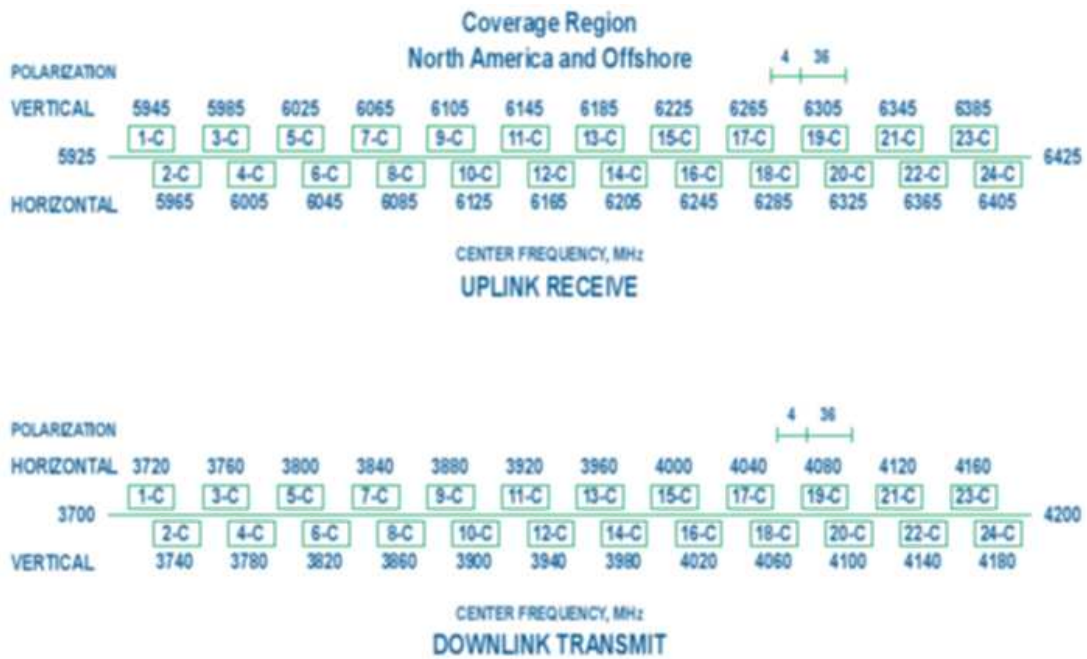 Coverage Region
North America and Offshore
4 36
POLARIZATION
VERTICAL 5945 5985 6025 6065 6105 6145 6185 6225 6265 6305 6345 6385
1-C 3-C 5-C 7-C 9-C 11-C 13-C 15-C 17-C 19-C 21-C 23-C
5925 6425
2-C 4-C 6-C 8-C 10-C 12-C 14-C 16-C 18-C 20-C 22-C 24-C
HORIZONTAL 5965 6005 6045 6085 6125 6165 6205 6245 6285 6325 6365 6405
CENTER FREQUENCY, MHz
UPLINK RECEIVE
4 36
POLARIZATION
HORIZONTAL 3720 3760 3800 3840 3880 3920 3960 4000 4040 4080 4120 4160
1-C 3-C 5-C 7-C 9-C 11-C 13-C 15-C 17-C 19-C 21-C 23-C
3700 4200
2-C 4-C 6-C 8-C 10-C 12-C 14-C 16-C 18-C 20-C 22-C 24-C
VERTICAL 3740 3780 3820 3860 3900 3940 3980 4020 4060 4100 4140 4180
CENTER FREQUENCY, MHz
DOWNLINK TRANSMIT